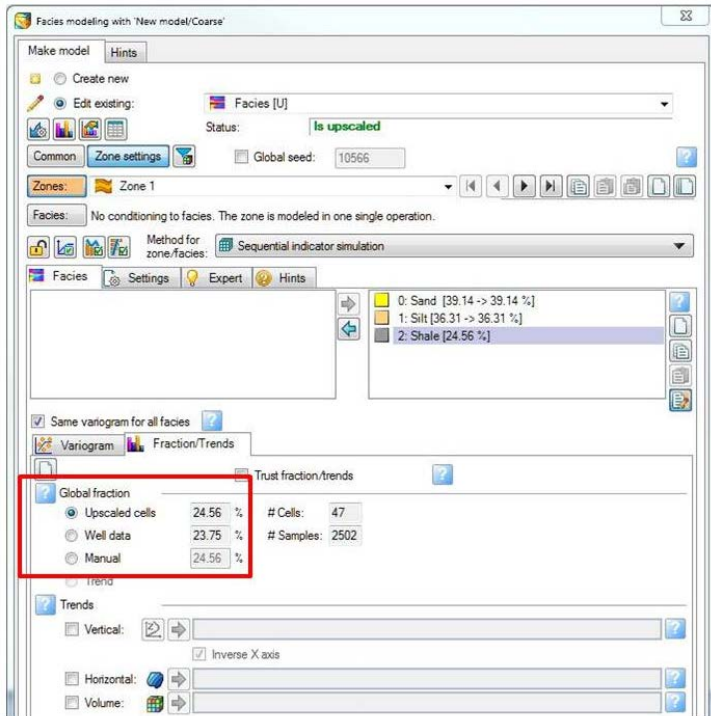 Facies modeling with 'New model/Coarse'
Make model Hints
Create new
Edit existing: Facies [U]
Status: Is upscaled
Common Zone settings Global seed: 10566
Zones: Zone 1
Facies: No conditioning to facies. The zone is modeled in one single operation.
Method for zone/facies: Sequential indicator simulation
Facies Settings Expert Hints
0: Sand [39.14 -> 39.14 %]
1: Silt [36.31 -> 36.31 %]
2: Shale [24.56 %]
Same variogram for all facies
Variogram Fraction/Trends
Trust fraction/trends
Global fraction
Upscaled cells 24.56 % # Cells: 47
Well data 23.75 % # Samples: 2502
Manual 24.56 %
Trend
Trends
Vertical:
Inverse X axis
Horizontal:
Volume: